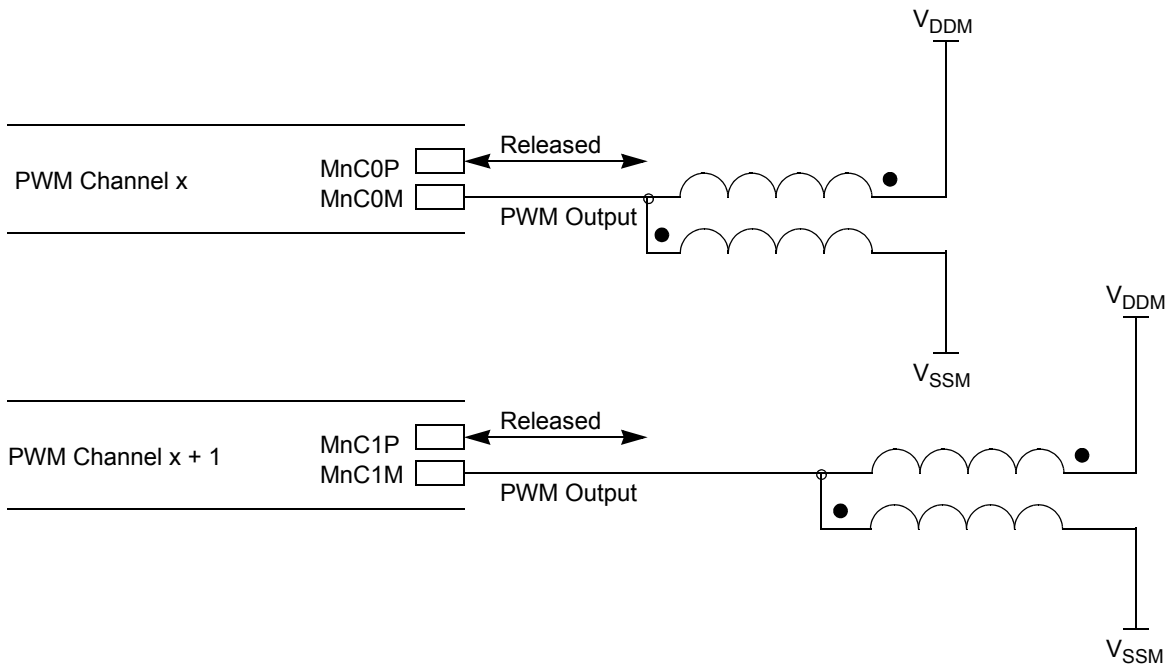 V_DDM
Released
MnC0P
PWM Channel x
MnC0M
PWM Output
V_DDM
V_SSM
Released
MnC1P
PWM Channel x + 1
MnC1M
PWM Output
V_SSM